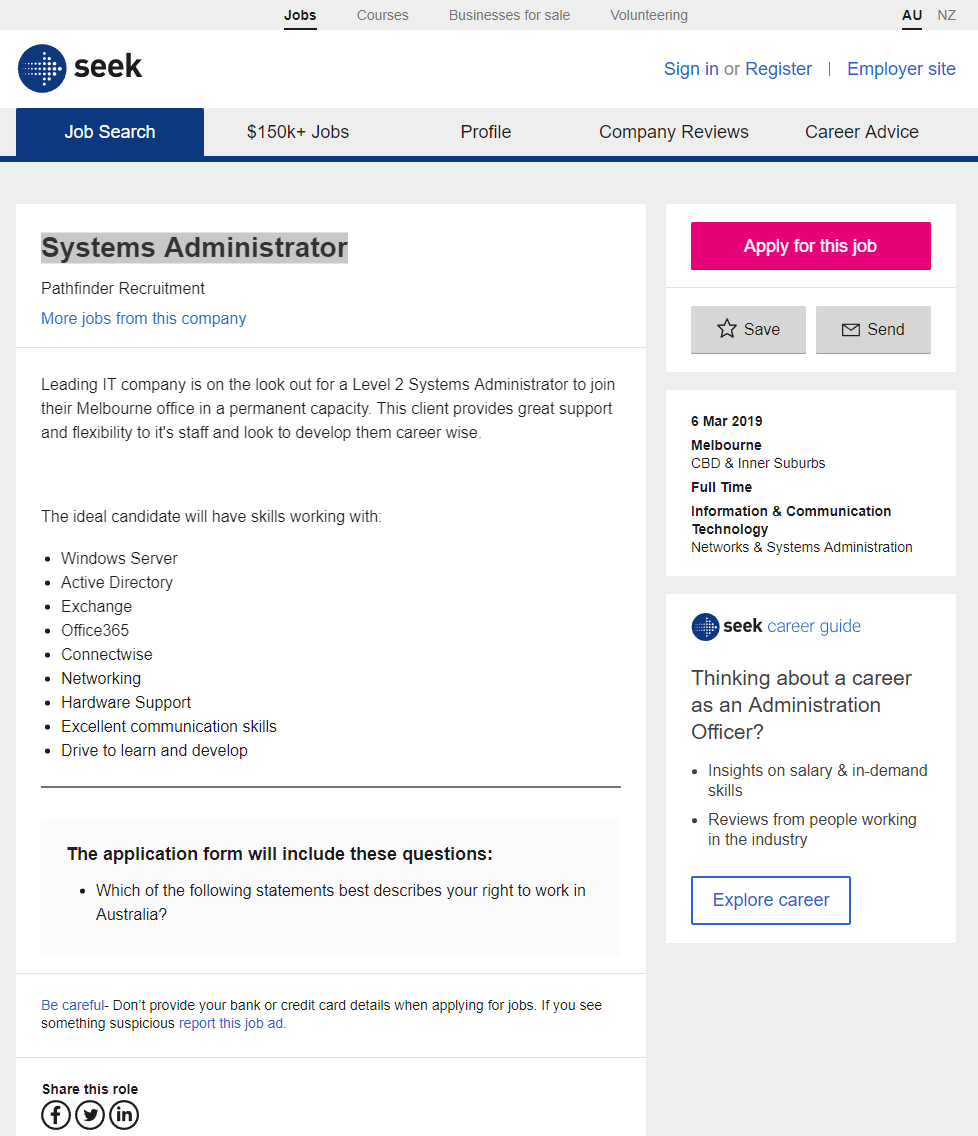 Jobs Courses Businesses for sale Volunteering AU NZ
seek
Sign in or Register | Employer site
Job Search $150k+ Jobs Profile Company Reviews Career Advice
Systems Administrator
Pathfinder Recruitment
More jobs from this company
Leading IT company is on the look out for a Level 2 Systems Administrator to join
their Melbourne office in a permanent capacity. This client provides great support
and flexibility to it's staff and look to develop them career wise.
The ideal candidate will have skills working with:
• Windows Server
• Active Directory
• Exchange
• Office365
• Connectwise
• Networking
• Hardware Support
• Excellent communication skills
• Drive to learn and develop
The application form will include these questions:
• Which of the following statements best describes your right to work in
Australia?
Be careful- Don’t provide your bank or credit card details when applying for jobs. If you see
something suspicious report this job ad.
Share this role
Apply for this job
Save Send
6 Mar 2019
Melbourne
CBD & Inner Suburbs
Full Time
Information & Communication
Technology
Networks & Systems Administration
seek career guide
Thinking about a career
as an Administration
Officer?
• Insights on salary & in-demand
skills
• Reviews from people working
in the industry
Explore career